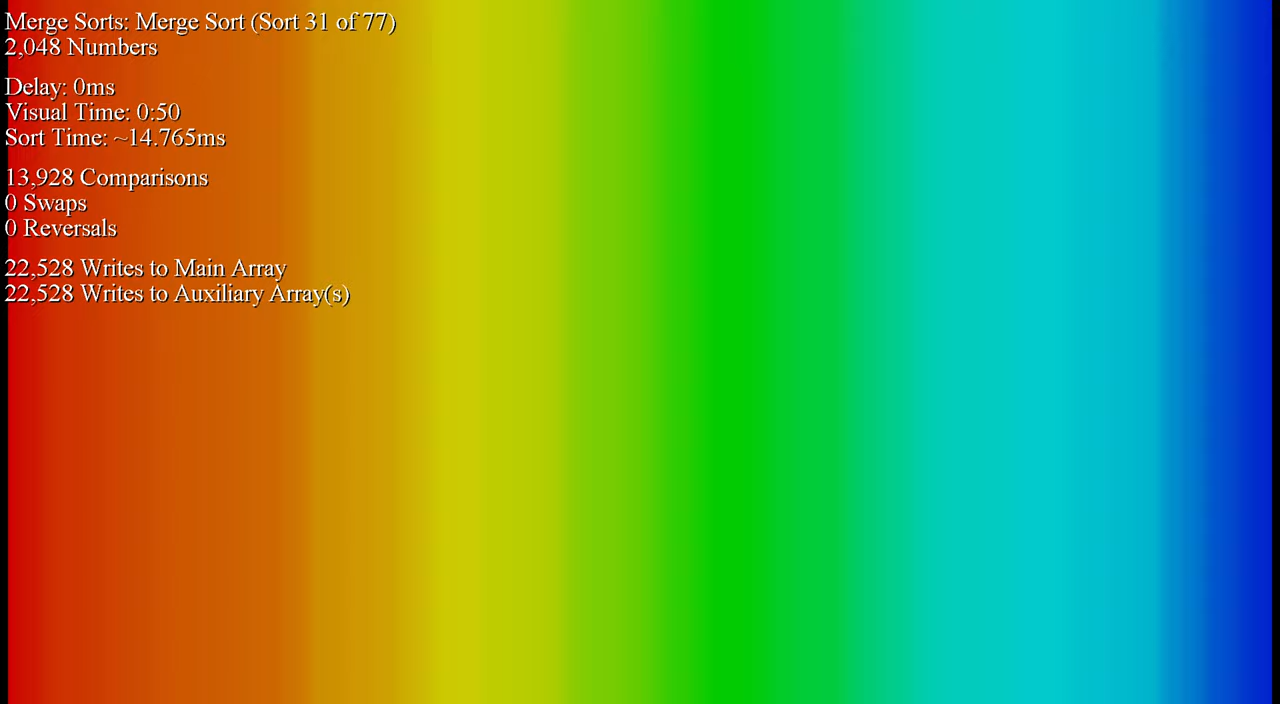 Merge Sorts: Merge Sort (Sort 31 of 77)
2,048 Numbers
Delay: 0ms
Visual Time: 0:50
Sort Time: ~14.765ms
13,928 Comparisons
0 Swaps
0 Reversals
22,528 Writes to Main Array
22,528 Writes to Auxiliary Array(s)